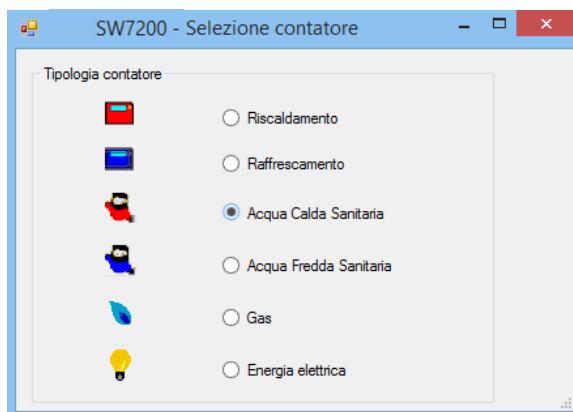 SW7200 - Selezione contatore
Tipologia contatore
Riscaldamento
Raffrescamento
Acqua Calda Sanitaria
Acqua Fredda Sanitaria
Gas
Energia elettrica